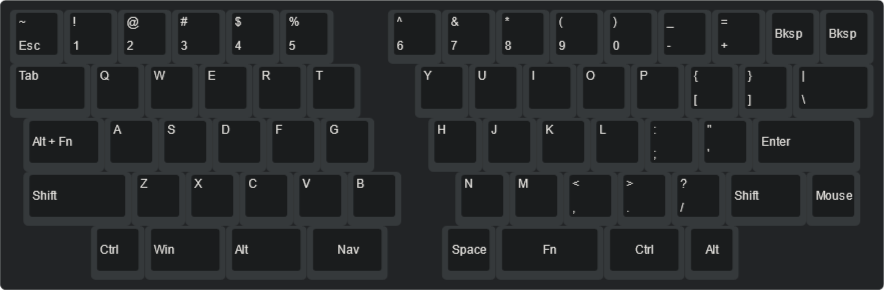 ~ ! @ # $ % ^ & * ( ) _ =
Esc 1 2 3 4 5 6 7 8 9 0 - + Bksp Bksp
Tab Q W E R T Y U I O P { } |
[ ] \
Alt + Fn A S D F G H J K L : " Enter
; '
Shift Z X C V B N M < > ? Shift Mouse
, . /
Ctrl Win Alt Nav Space Fn Ctrl Alt